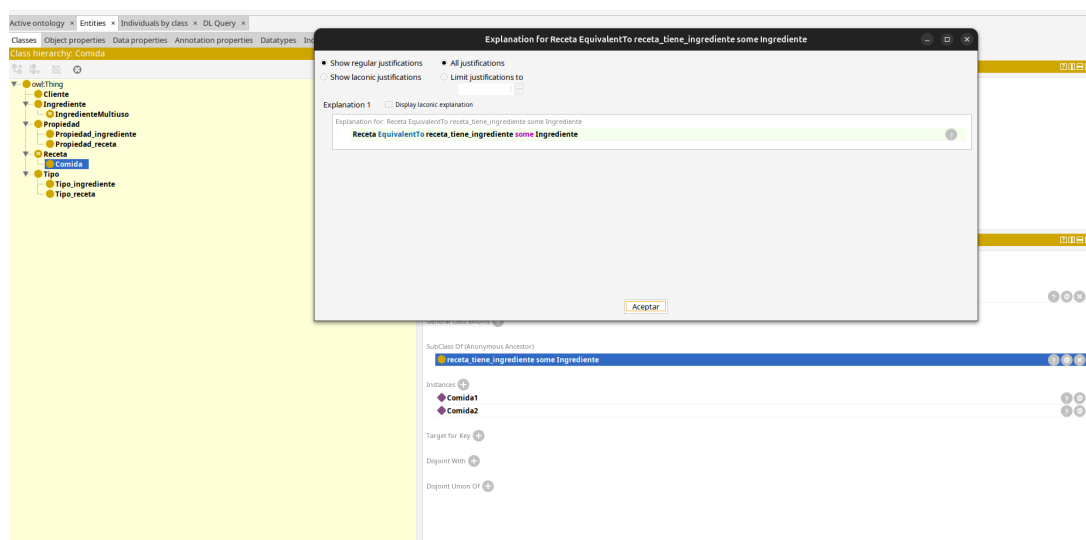 Active ontology × Entities × Individuals by class × DL Query ×
Classes Object properties Data properties Annotation properties Datatypes
Class hierarchy: Comida
owl:Thing
Cliente
Ingrediente
IngredienteMultiuso
Propiedad
Propiedad_ingrediente
Propiedad_receta
Receta
Comida
Tipo
Tipo_ingrediente
Tipo_receta
Explanation for Receta EquivalentTo receta_tiene_ingrediente some Ingrediente
Show regular justifications All justifications
Show laconic justifications Limit justifications to
2
Explanation 1 Display laconic explanation
Explanation for: Receta EquivalentTo receta_tiene_ingrediente some Ingrediente
Receta EquivalentTo receta_tiene_ingrediente some Ingrediente
Aceptar
General class axioms
SubClass Of (Anonymous Ancestor)
receta_tiene_ingrediente some Ingrediente
Instances
Comida1
Comida2
Target for Key
Disjoint With
Disjoint Union Of